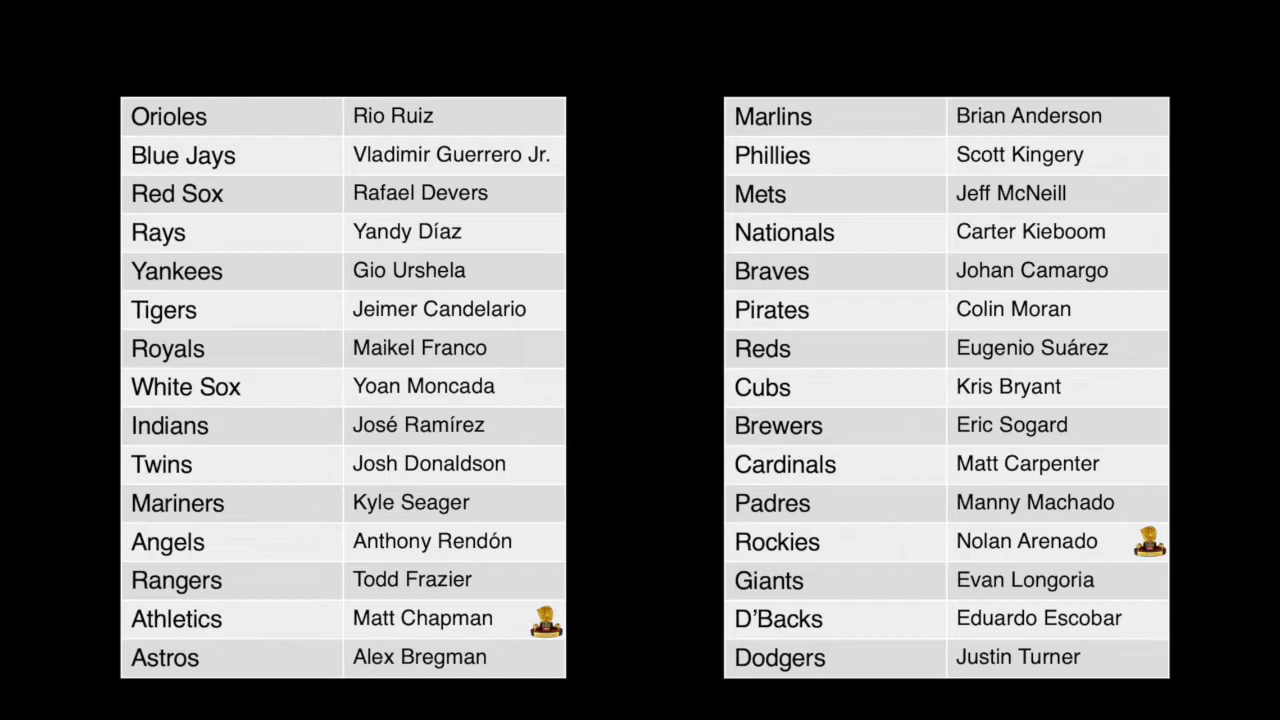 Orioles Rio Ruiz
Blue Jays Vladimir Guerrero Jr.
Red Sox Rafael Devers
Rays Yandy Díaz
Yankees Gio Urshela
Tigers Jeimer Candelario
Royals Maikel Franco
White Sox Yoan Moncada
Indians José Ramírez
Twins Josh Donaldson
Mariners Kyle Seager
Angels Anthony Rendón
Rangers Todd Frazier
Athletics Matt Chapman
Astros Alex Bregman
Marlins Brian Anderson
Phillies Scott Kingery
Mets Jeff McNeill
Nationals Carter Kieboom
Braves Johan Camargo
Pirates Colin Moran
Reds Eugenio Suárez
Cubs Kris Bryant
Brewers Eric Sogard
Cardinals Matt Carpenter
Padres Manny Machado
Rockies Nolan Arenado
Giants Evan Longoria
D’Backs Eduardo Escobar
Dodgers Justin Turner